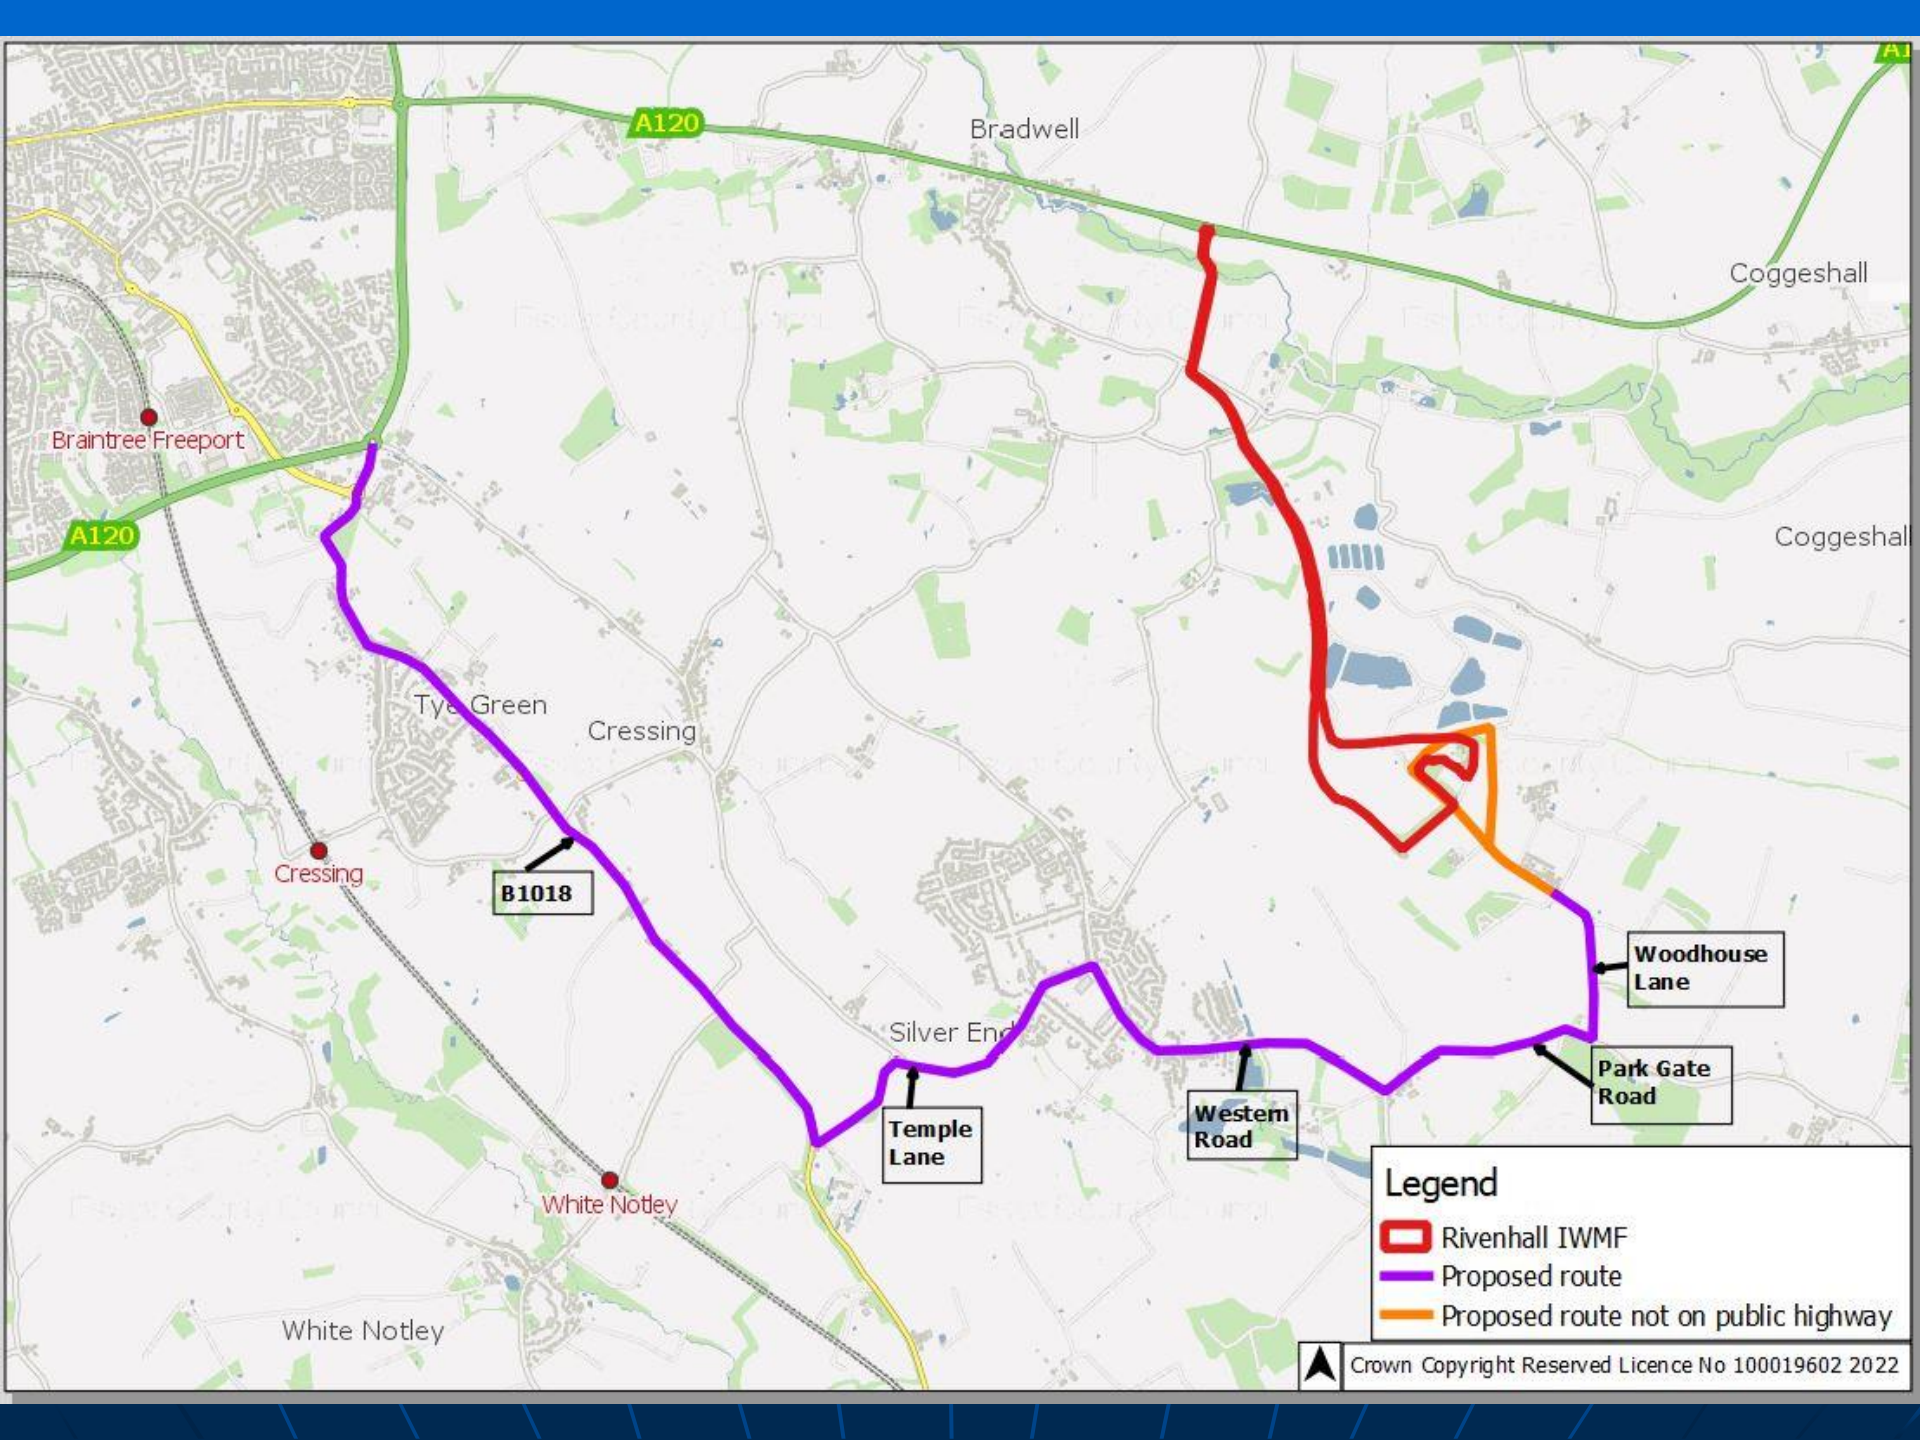 A1
A120
Bradwell
Coggeshall
Braintree Freeport
A120
Coggeshal
Tye Green
Cressing
Cressing
B1018
Woodhouse
Lane
Silver End
Park Gate
Road
Temple
Lane
Western
Road
White Notley
White Notley
Legend
Rivenhall IWMF
Proposed route
Proposed route not on public highway
Crown Copyright Reserved Licence No 100019602 2022